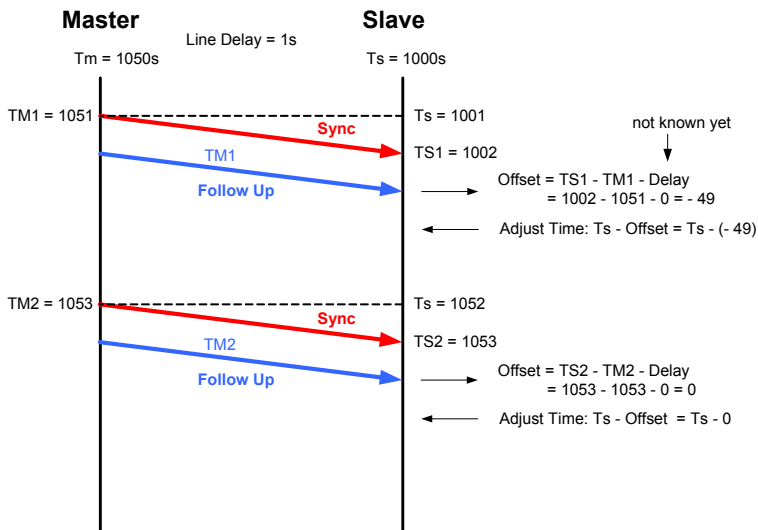 Master
Slave
Line Delay = 1s
Tm = 1050s
Ts = 1000s
TM1 = 1051
Ts = 1001
Sync
not known yet
TM1
TS1 = 1002
Follow Up
Offset = TS1 - TM1 - Delay
= 1002 - 1051 - 0 = - 49
Adjust Time: Ts - Offset = Ts - (- 49)
TM2 = 1053
Ts = 1052
Sync
TM2
TS2 = 1053
Follow Up
Offset = TS2 - TM2 - Delay
= 1053 - 1053 - 0 = 0
Adjust Time: Ts - Offset = Ts - 0